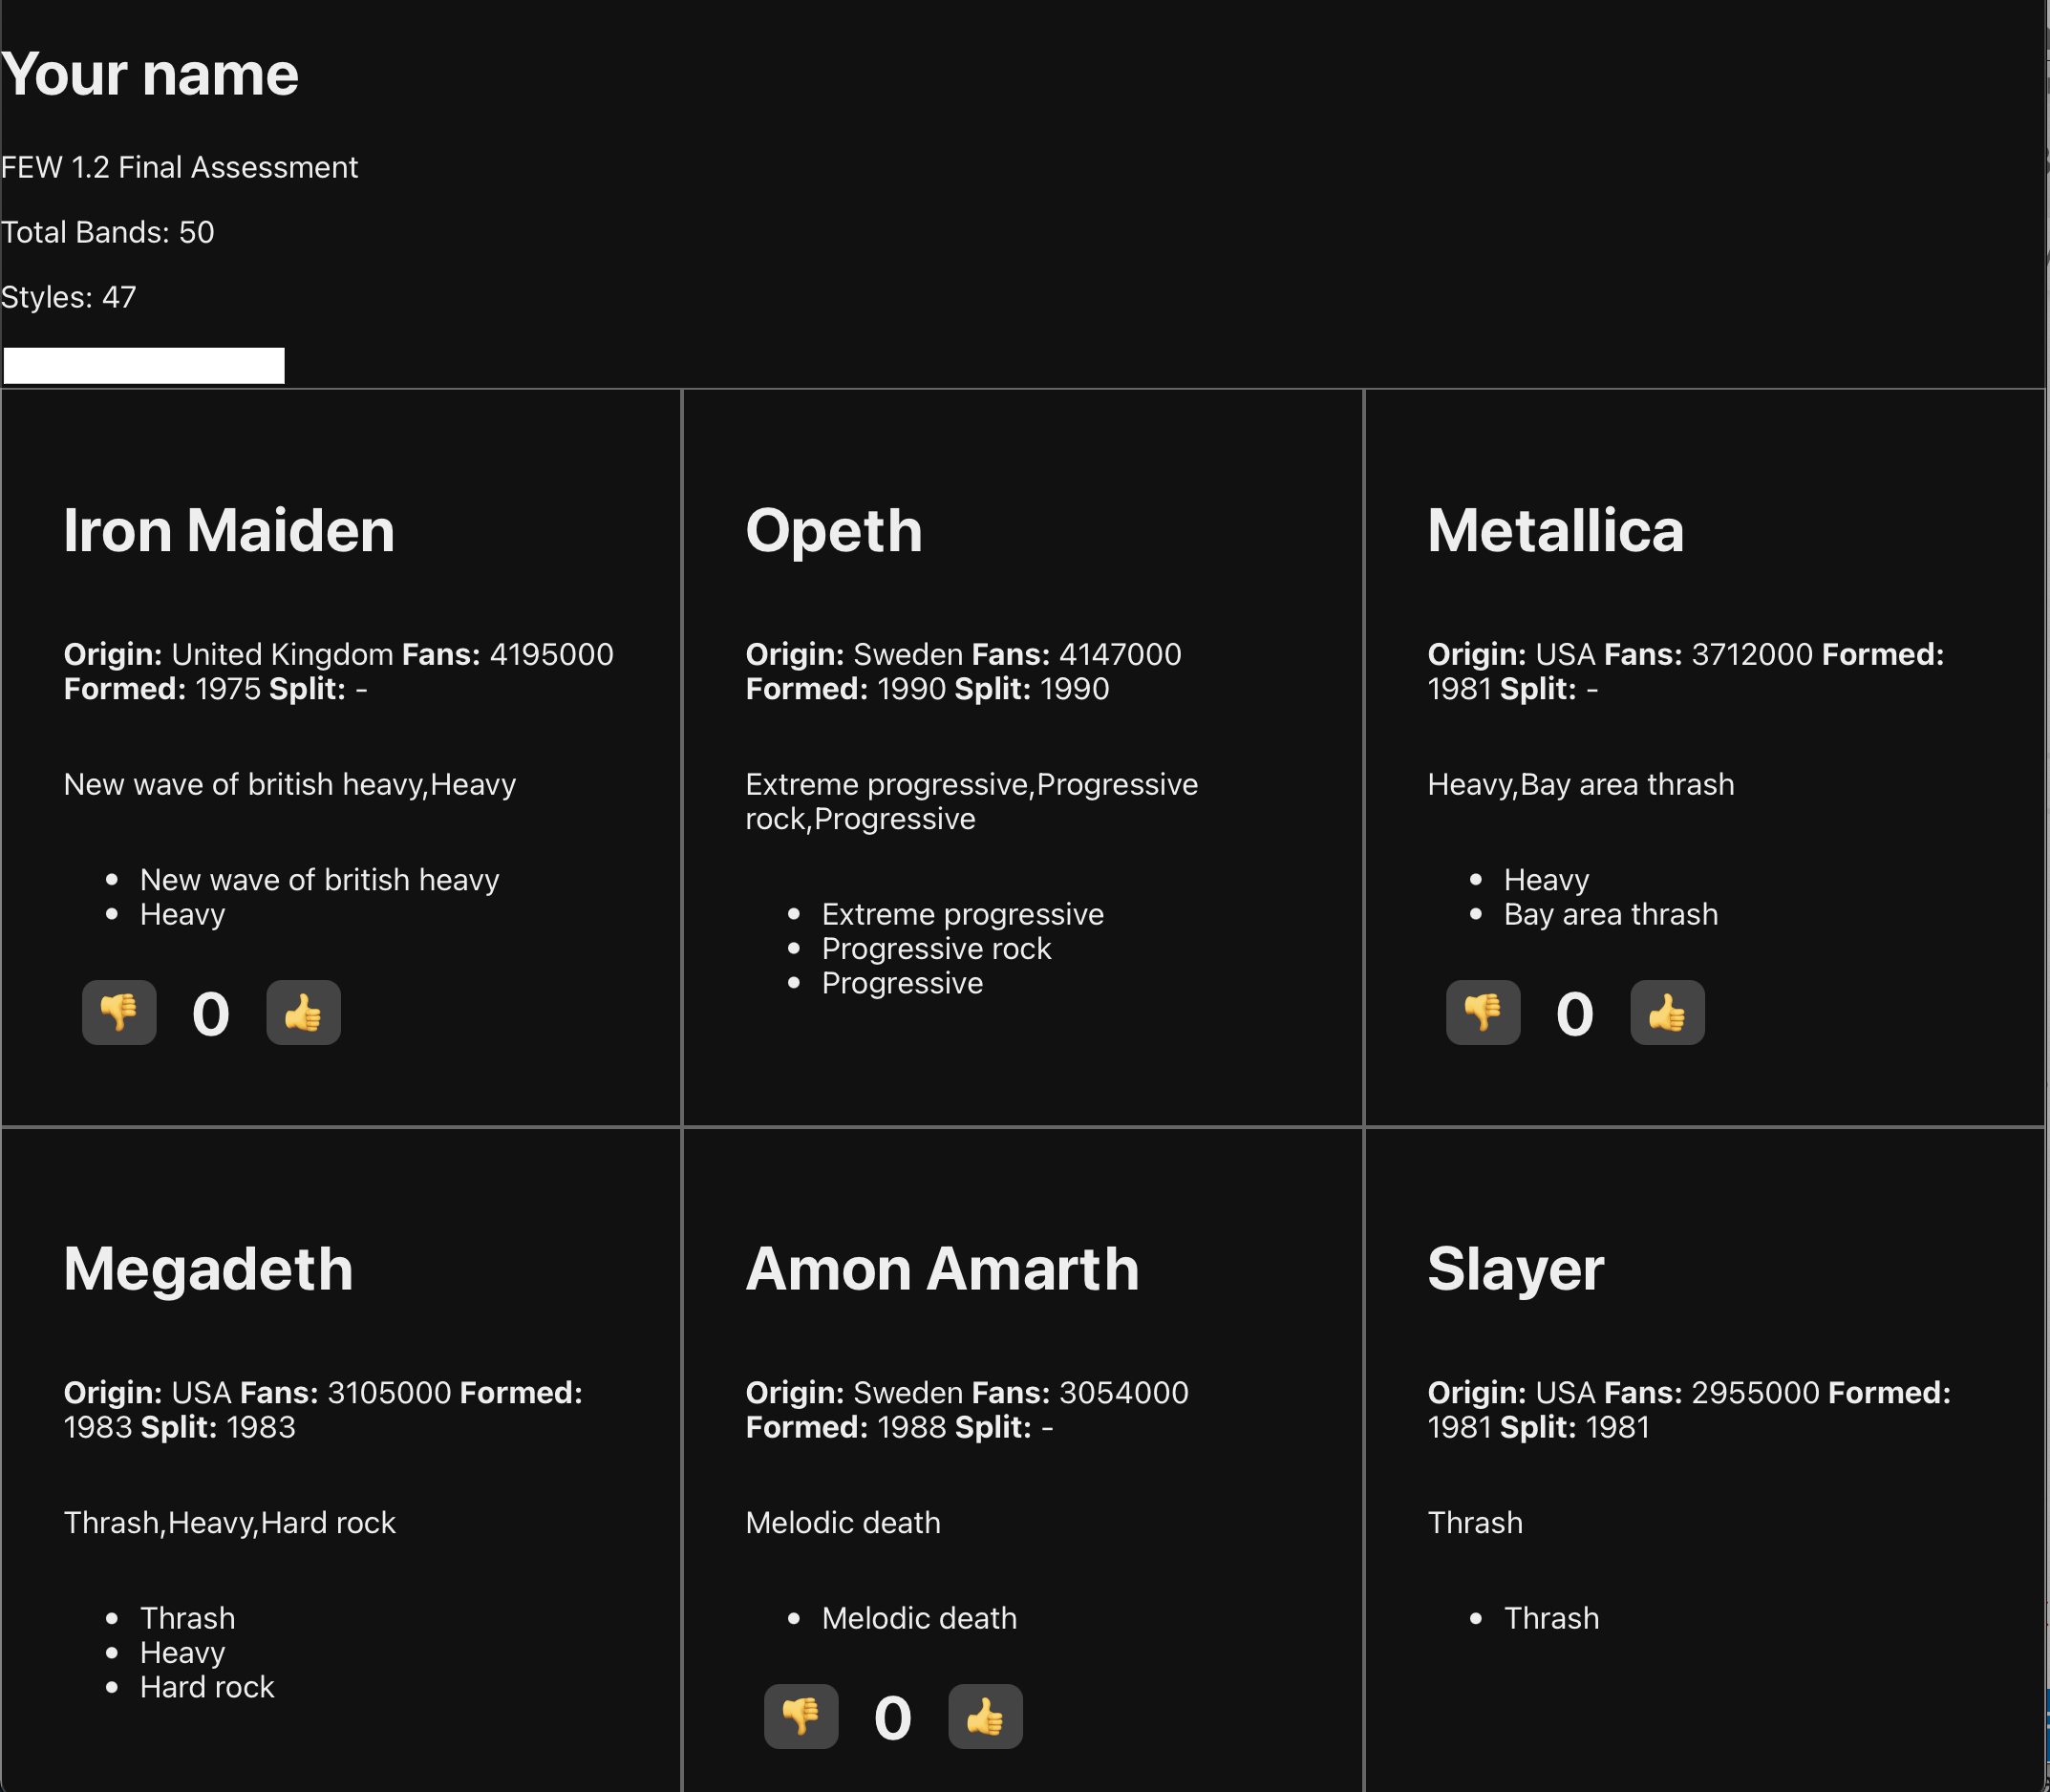 Your name
FEW 1.2 Final Assessment
Total Bands: 50
Styles: 47
Iron Maiden
Origin: United Kingdom Fans: 4195000
Formed: 1975 Split: -
New wave of british heavy,Heavy
New wave of british heavy
Heavy
0
Opeth
Origin: Sweden Fans: 4147000
Formed: 1990 Split: 1990
Extreme progressive,Progressive
rock,Progressive
Extreme progressive
Progressive rock
Progressive
Metallica
Origin: USA Fans: 3712000 Formed:
1981 Split: -
Heavy,Bay area thrash
Heavy
Bay area thrash
0
Megadeth
Origin: USA Fans: 3105000 Formed:
1983 Split: 1983
Thrash,Heavy,Hard rock
Thrash
Heavy
Hard rock
Amon Amarth
Origin: Sweden Fans: 3054000
Formed: 1988 Split: -
Melodic death
Melodic death
0
Slayer
Origin: USA Fans: 2955000 Formed:
1981 Split: 1981
Thrash
Thrash